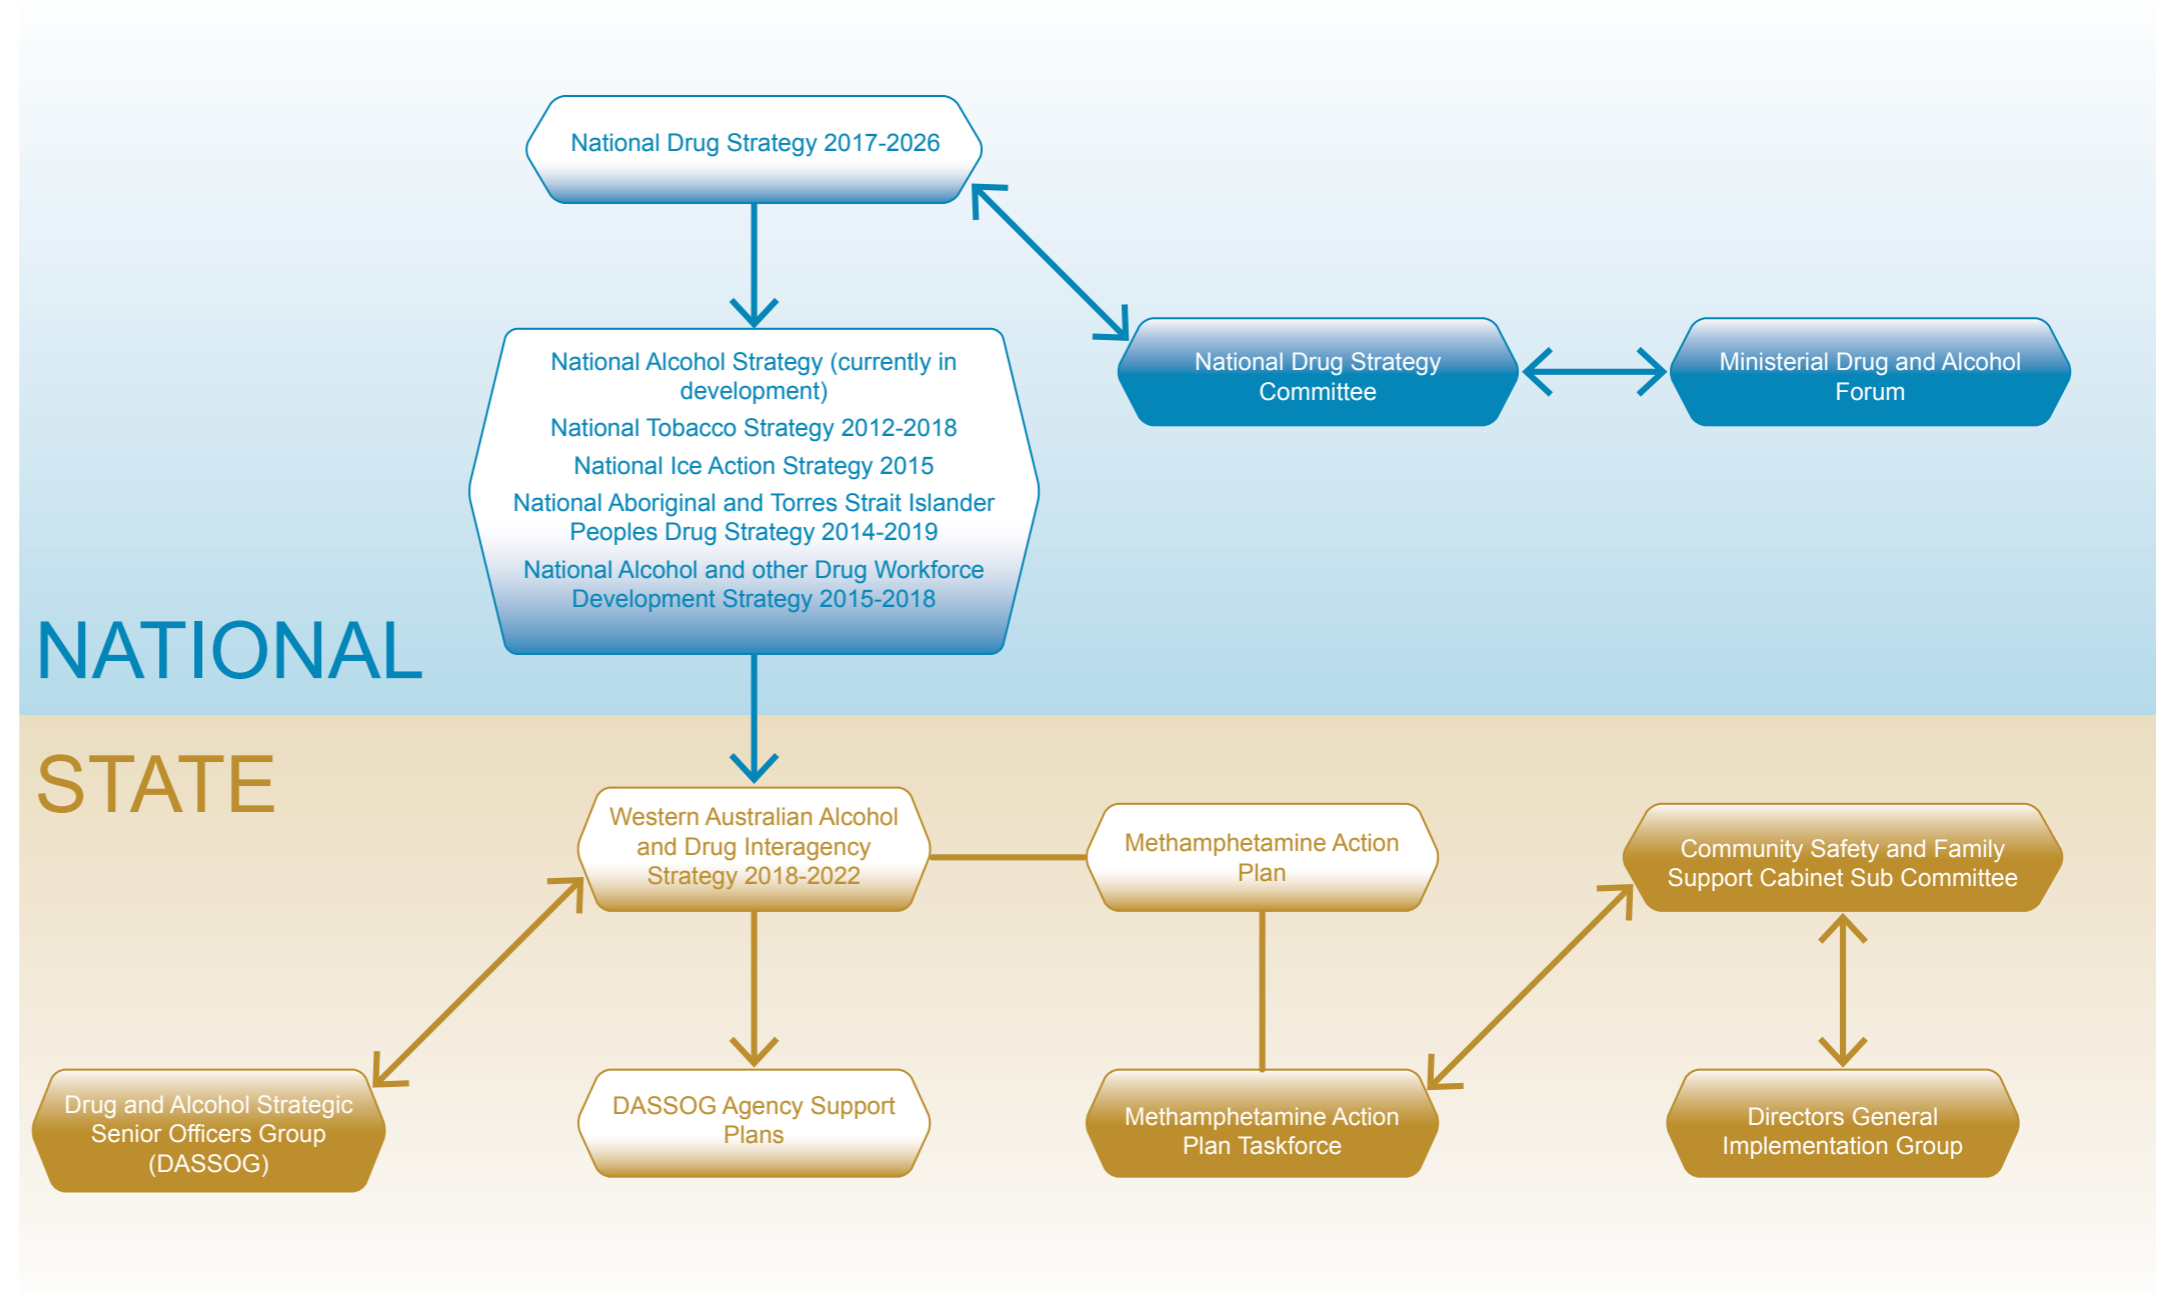 National Drug Strategy 2017-2026
National Drug Strategy
Committee
Ministerial Drug and Alcohol
Forum
National Alcohol Strategy (currently in
development)
National Tobacco Strategy 2012-2018
National Ice Action Strategy 2015
National Aboriginal and Torres Strait Islander
Peoples Drug Strategy 2014-2019
National Alcohol and other Drug Workforce
Development Strategy 2015-2018
NATIONAL
STATE
Western Australian Alcohol
and Drug Interagency
Strategy 2018-2022
Methamphetamine Action
Plan
Community Safety and Family
Support Cabinet Sub Committee
Drug and Alcohol Strategic
Senior Officers Group
(DASSOG)
DASSOG Agency Support
Plans
Methamphetamine Action
Plan Taskforce
Directors General
Implementation Group